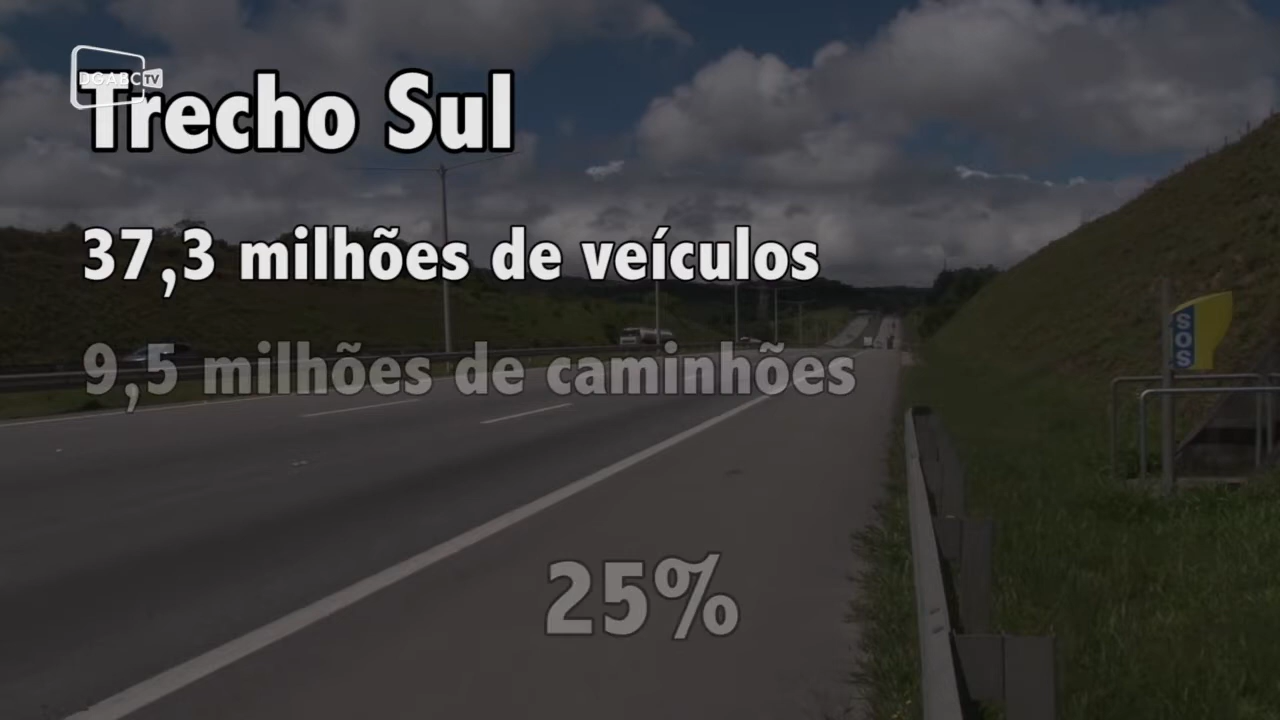 DGABC TV
Trecho Sul
37,3 milhões de veículos
9,5 milhões de caminhões
SOS
25%